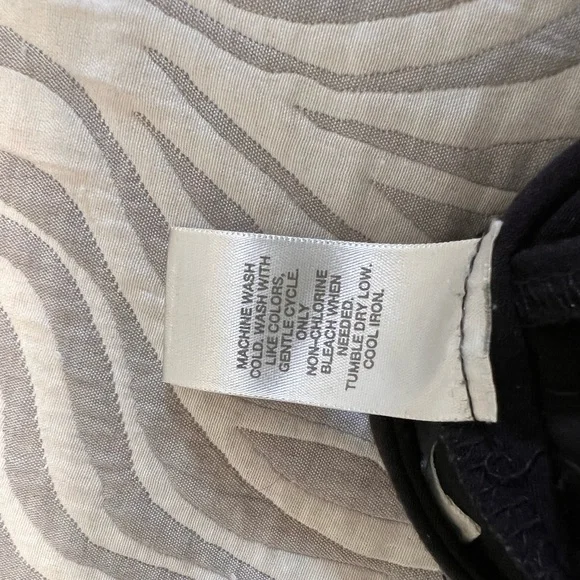 MACHINE WASH
COLD. WASH WITH
LIKE COLORS,
GENTLE CYCLE.
ONLY
NON-CHLORINE
BLEACH WHEN
NEEDED.
TUMBLE DRY LOW.
COOL IRON.